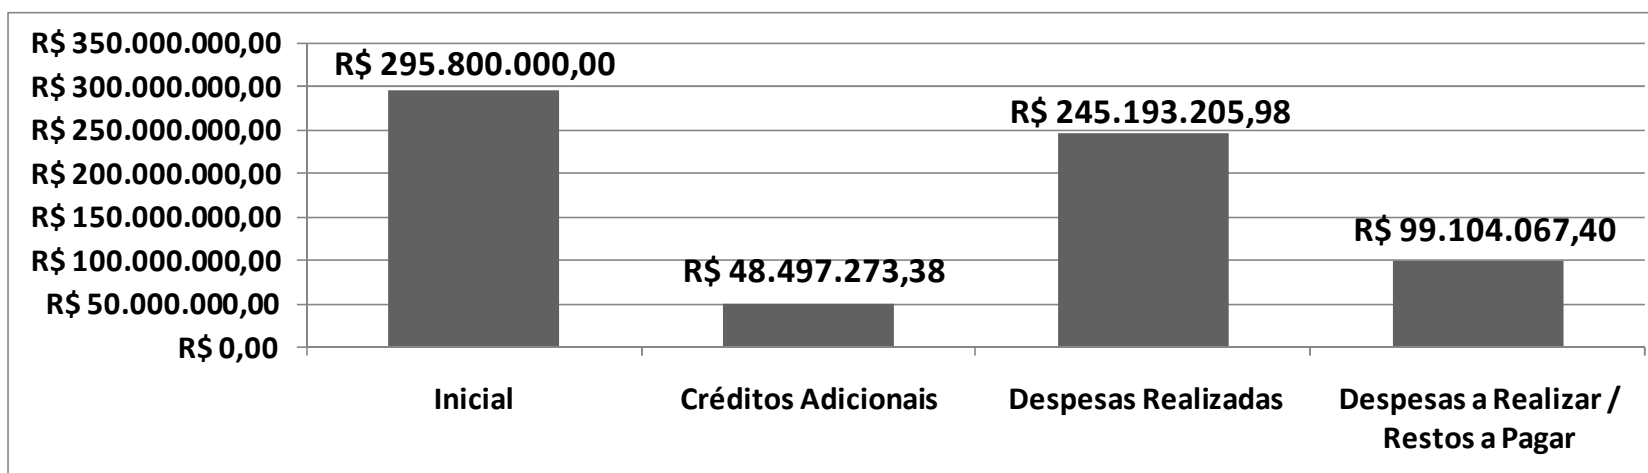 R$ 350.000.000,00
R$ 300.000.000,00
R$ 250.000.000,00
R$ 200.000.000,00
R$ 150.000.000,00
R$ 100.000.000,00
R$ 50.000.000,00
R$ 0,00
R$ 295.800.000,00
R$ 48.497.273,38
R$ 245.193.205,98
R$ 99.104.067,40
Inicial
Créditos Adicionais
Despesas Realizadas
Despesas a Realizar /
Restos a Pagar